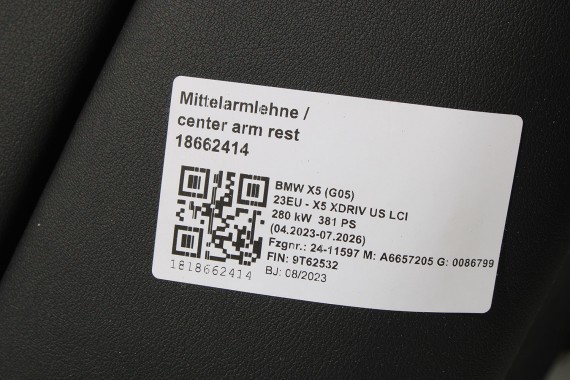 Mittelarmlehne /
center arm rest
18662414
BMW X5 (G05)
23EU - X5 XDRIV US LCI
280 kW 381 PS
(04.2023-07.2026)
Fzgnr.: 24-11597 M: A6657205 G: 0086799
FIN: 9T62532
BJ: 08/2023
1818662414